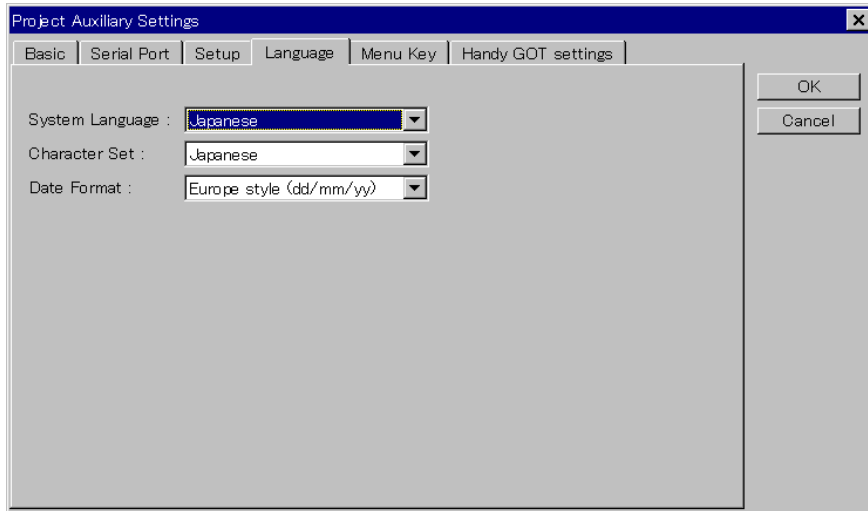 Project Auxiliary Settings
Basic Serial Port Setup Language Menu Key Handy GOT settings
OK
System Language : Japanese
Cancel
Character Set : Japanese
Date Format : Europe style (dd/mm/yy)